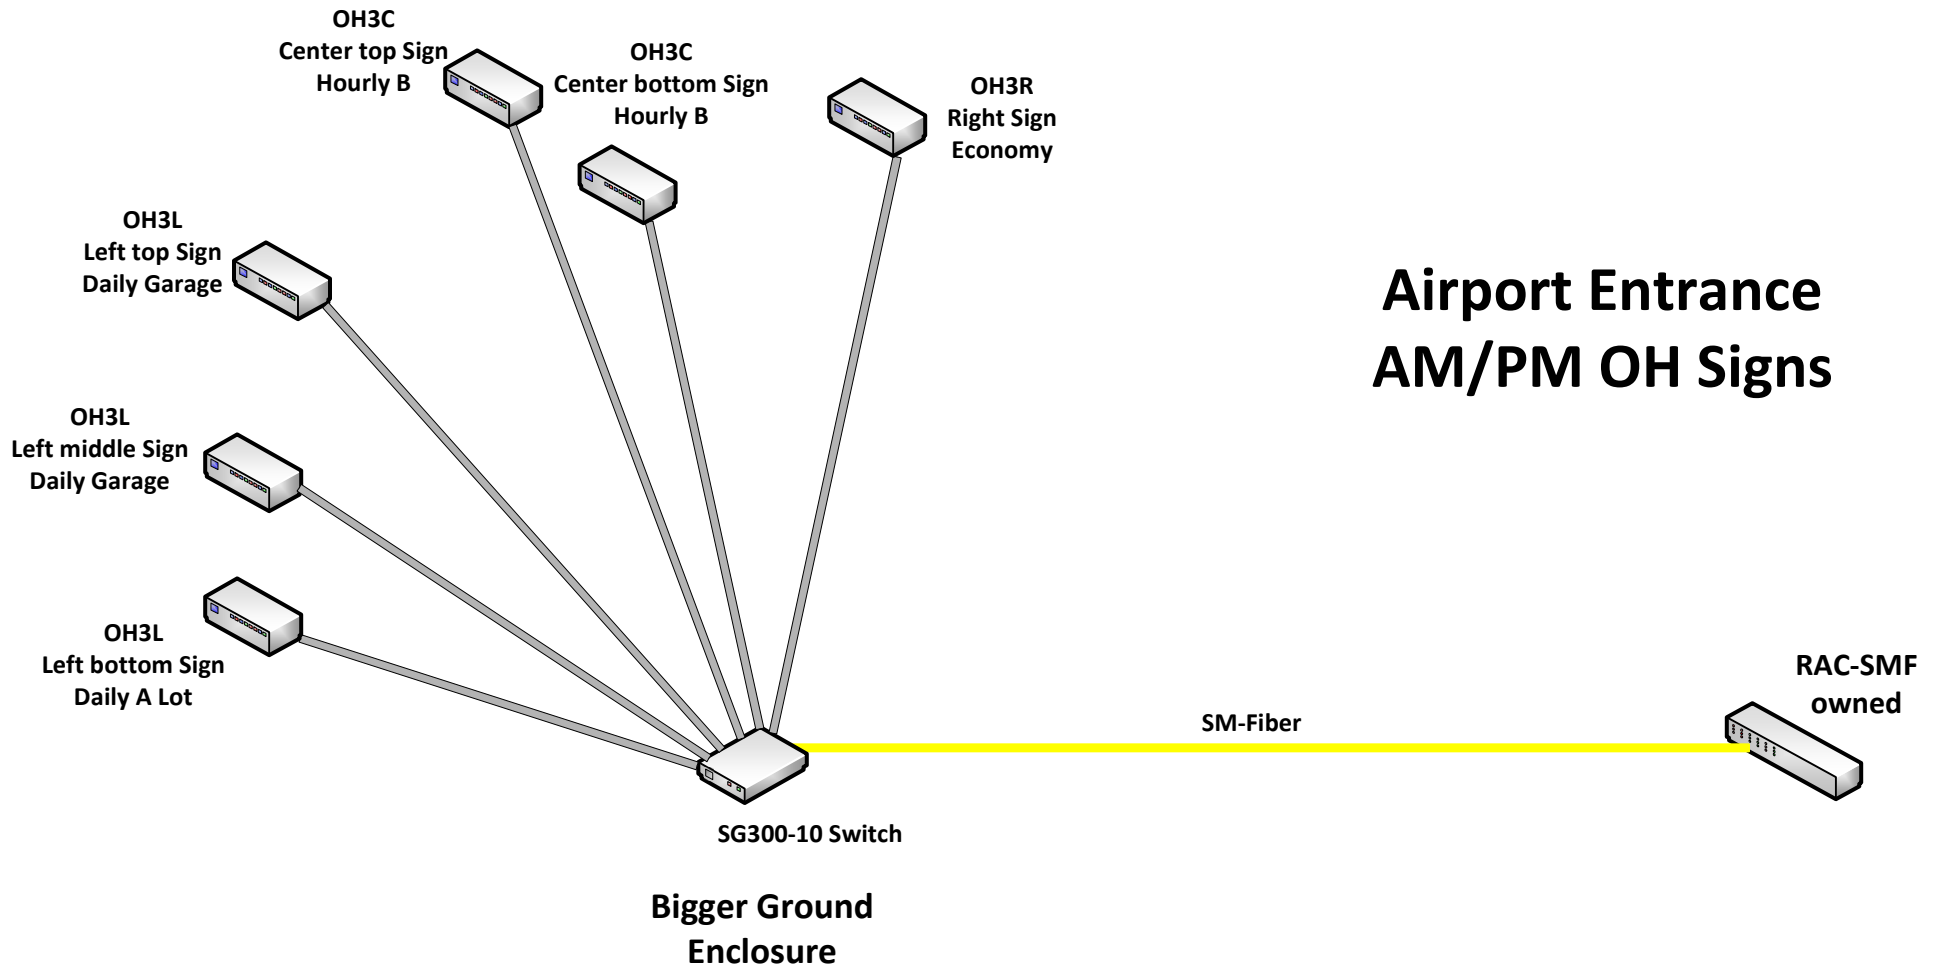 OH3C
Center top Sign
Hourly B
OH3C
Center bottom Sign
Hourly B
OH3R
Right Sign
Economy
OH3L
Left top Sign
Daily Garage
Airport Entrance
AM/PM OH Signs
OH3L
Left middle Sign
Daily Garage
OH3L
Left bottom Sign
Daily A Lot
RAC-SMF
owned
SM-Fiber
SG300-10 Switch
Bigger Ground
Enclosure